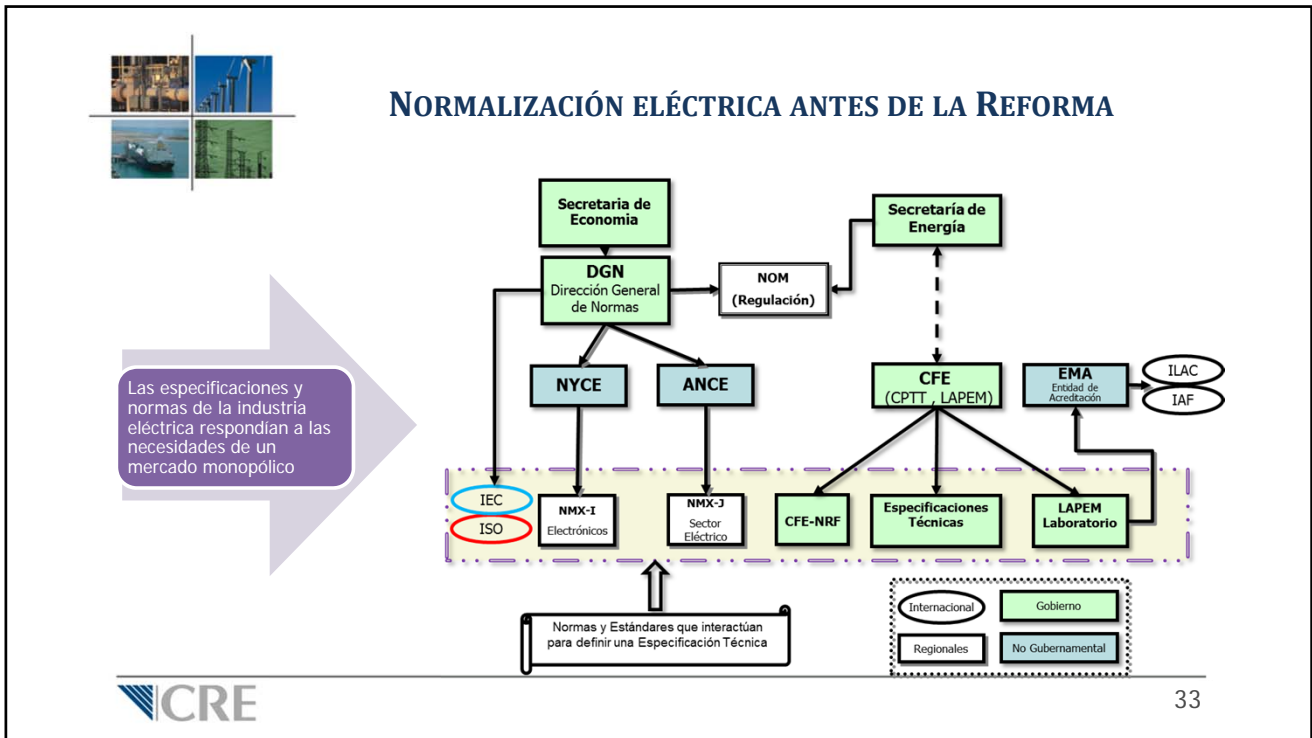 NORMALIZACIÓN ELÉCTRICA ANTES DE LA REFORMA
Las especificaciones y
normas de la industria
eléctrica respondían a las
necesidades de un
mercado monopólico
Secretaria de
Economia
Secretaría de
Energía
DGN
Dirección General
de Normas
NOM
(Regulación)
NYCE
ANCE
CFE
(CPTT , LAPEM)
EMA
Entidad de
Acreditación
ILAC
IAF
IEC
ISO
NMX-I
Electrónicos
NMX-J
Sector
Eléctrico
CFE-NRF
Especificaciones
Técnicas
LAPEM
Laboratorio
Normas y Estándares que interactúan
para definir una Especificación Técnica
Internacional
Gobierno
Regionales
No Gubernamental
CRE
33